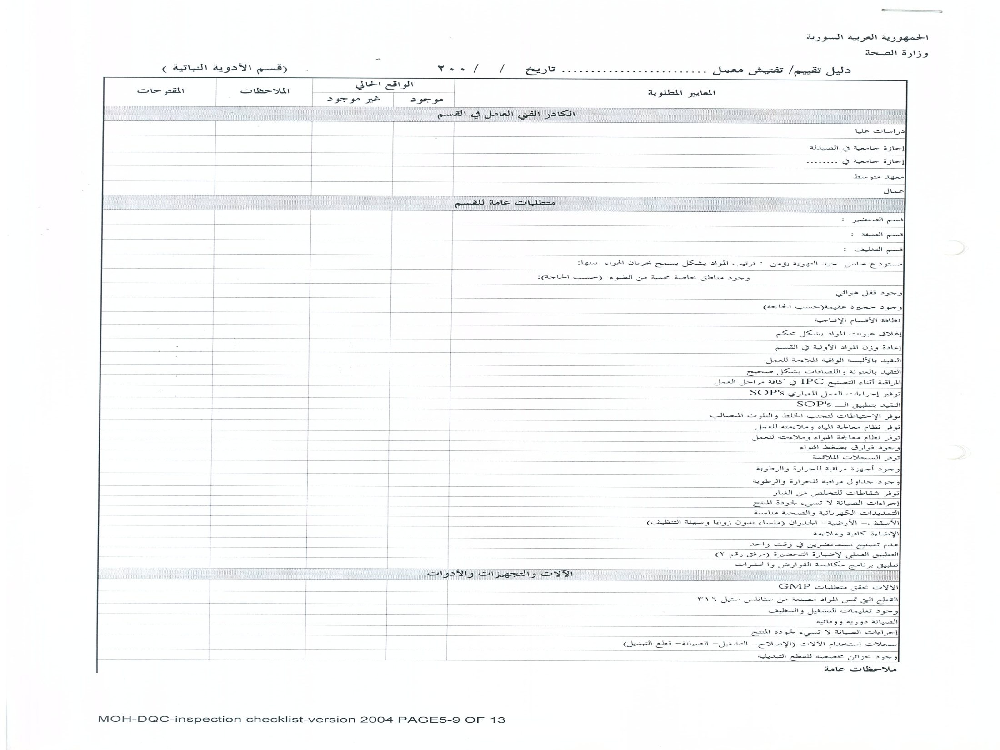 الجمهورية العربية السورية
وزارة الصحة
دليل تقييم/ تفتيش معمل ......................... تاريخ / / ٢٠٠ (قسم الأدوية النباتية )
المعايير المطلوبة
الواقع الحالي
موجود
غير موجود
الملاحظات
المقترحات
الكادر الفني العامل في القسم
دراسات عليا
إجازة جامعية في الصيدلة
إجازة جامعية في ........
معهد متوسط
عمال
متطلبات عامة للقسم
قسم التحضير :
قسم التعبئة :
قسم التغليف :
مستودع خاص جيد التهوية يؤمن : ترتيب المواد يشكل يسمح بجريان الهواء بينها:
وجود مناطق خاصة محمية من الضوء (حسب الحاجة):
وجود قفل هوائي
وجود حجيرة عقيمة(حسب الحاجة)
نظافة الأقسام الإنتاجية
إغلاق عبوات المواد بشكل محكم
إعادة وزن المواد الأولية في القسم
التقيد بالألبسة الواقية الملاءمة للعمل
التقيد بالعنونة واللصاقات بشكل صحيح
المراقبة أثناء التصنيع IPC في كافة مراحل العمل
توفير إجراءات العمل المعياري SOP's
التقيد بتطبيق الـــ SOP's
توفر الإحتياطات لتجنب الخلط والتلوث المتصالب
توفر نظام معالجة المياه وملاءمته للعمل
توفر نظام معالجة الهواء وملاءمته للعمل
وجود فوارق بضغط الهواء
توفر السجلات الملائمة
وجود أجهزة مراقبة للحرارة والرطوبة
وجود جداول مراقبة للحرارة والرطوبة
توفر شفاطات للتخلص من الغبار
إجراءات الصيانة لا تسيء لجودة المنتج
التمديدات الكهربائية والصحية مناسبة
الأسقف– الأرضية– الجدران (ملساء بدون زوايا وسهلة التنظيف)
الإضاءة كافية وملاءمة
عدم تصنيع مستحضرين في وقت واحد
التطبيق الفعلي لإضبارة التحضيرة (مرفق رقم ٢)
تطبيق برنامج مكافحة القوارض والحشرات
الآلات والتجهيزات والأدوات
الآلات تحقق متطلبات GMP
القطع التي تمس المواد مصنعة من ستانلس ستيل ٣١٦
وجود تعليمات التشغيل والتنظيف
الصيانة دورية ووقائية
إجراءات الصيانة لا تسيء لجودة المنتج
سجلات استخدام الآلات (الإصلاح– التشغيل– الصيانة– قطع التبديل)
وجود خزائن مخصصة للقطع التبديلية
ملاحظات عامة
MOH-DQC-inspection checklist-version 2004 PAGE5-9 OF 13